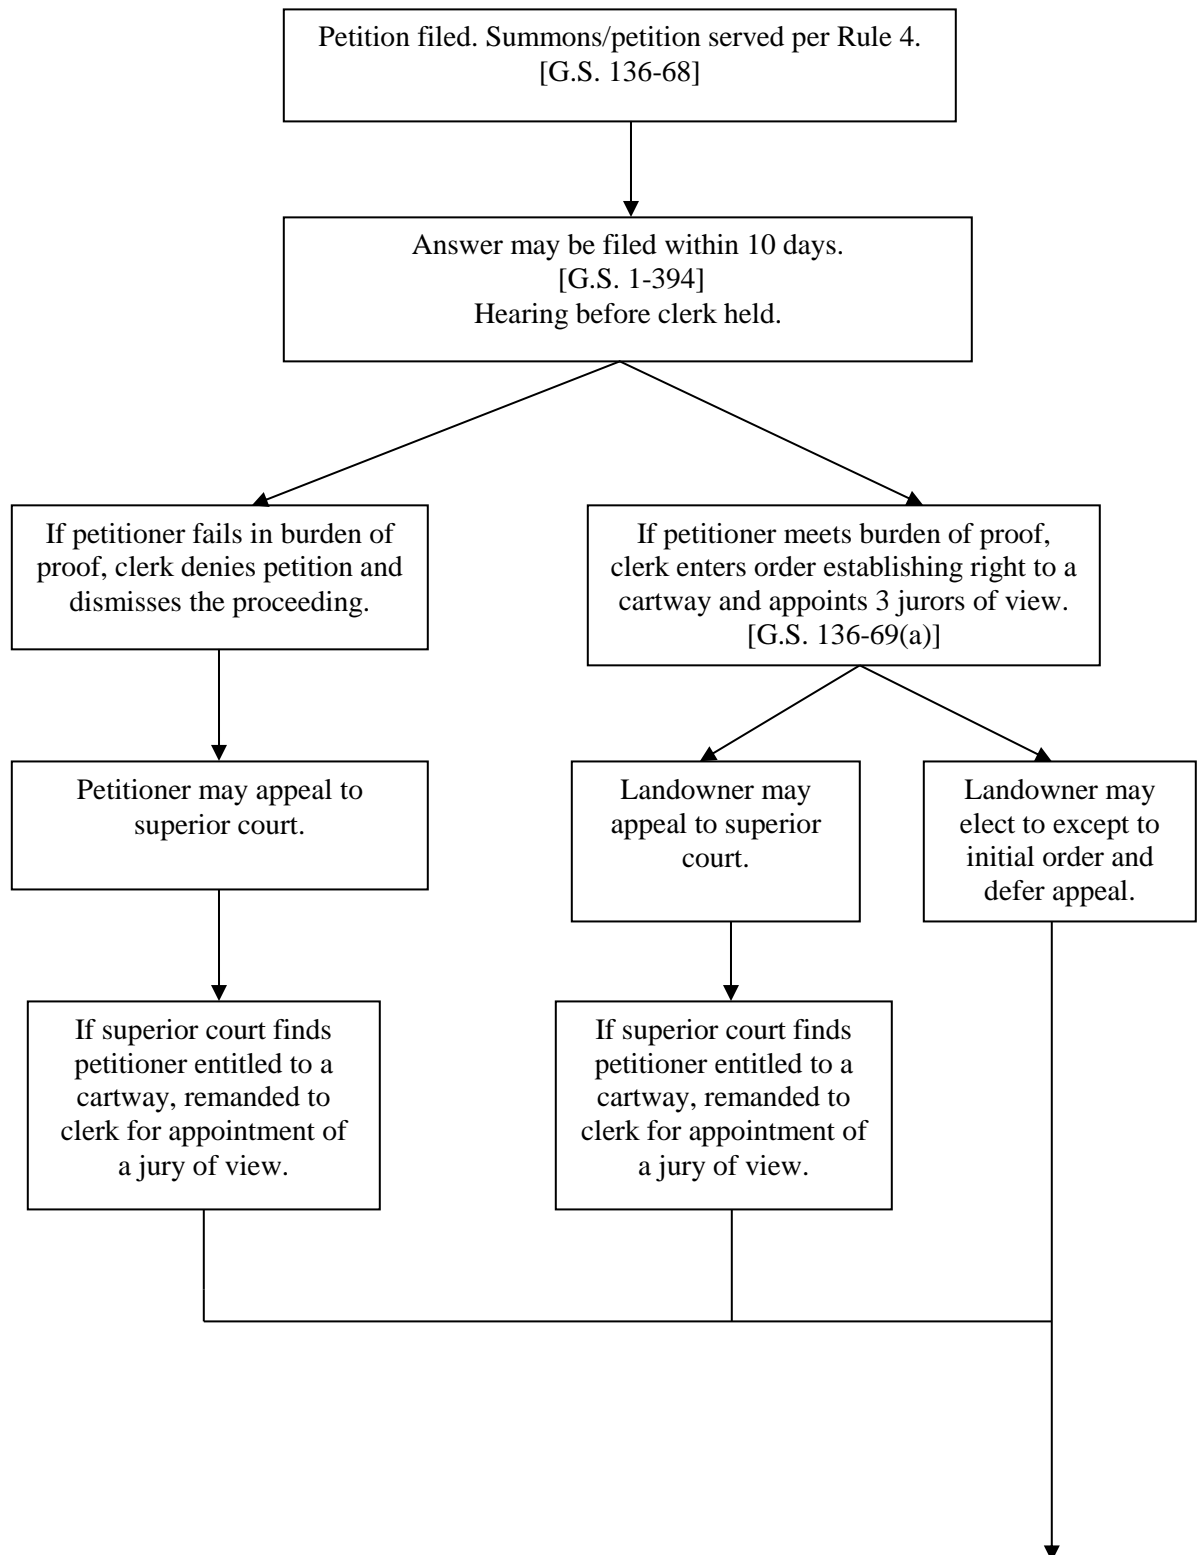 Petition filed. Summons/petition served per Rule 4.
[G.S. 136-68]
Answer may be filed within 10 days.
[G.S. 1-394]
Hearing before clerk held.
If petitioner fails in burden of
proof, clerk denies petition and
dismisses the proceeding.
If petitioner meets burden of proof,
clerk enters order establishing right to a
cartway and appoints 3 jurors of view.
[G.S. 136-69(a)]
Petitioner may appeal to
superior court.
Landowner may
appeal to superior
court.
Landowner may
elect to except to
initial order and
defer appeal.
If superior court finds
petitioner entitled to a
cartway, remanded to
clerk for appointment of
a jury of view.
If superior court finds
petitioner entitled to a
cartway, remanded to
clerk for appointment of
a jury of view.